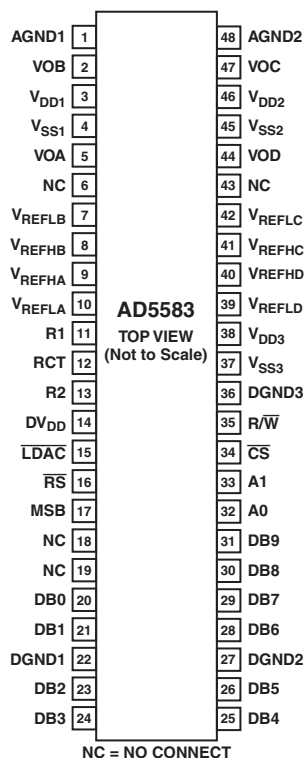 AGND1 1 48 AGND2
VOB 2 47 VOC
VDD1 3 46 VDD2
VSS1 4 45 VSS2
VOA 5 44 VOD
NC 6 43 NC
VREFLB 7 42 VREFLC
VREFHB 8 41 VREFHC
VREFHA 9 40 VREFHD
VREFLA 10 39 VREFLD
AD5583
TOP VIEW
(Not to Scale)
R1 11 38 VDD3
RCT 12 37 VSS3
R2 13 36 DGND3
DVDD 14 35 R/W̅
L̅D̅A̅C̅ 15 34 C̅S̅
R̅S̅ 16 33 A1
MSB 17 32 A0
NC 18 31 DB9
NC 19 30 DB8
DB0 20 29 DB7
DB1 21 28 DB6
DGND1 22 27 DGND2
DB2 23 26 DB5
DB3 24 25 DB4
NC = NO CONNECT